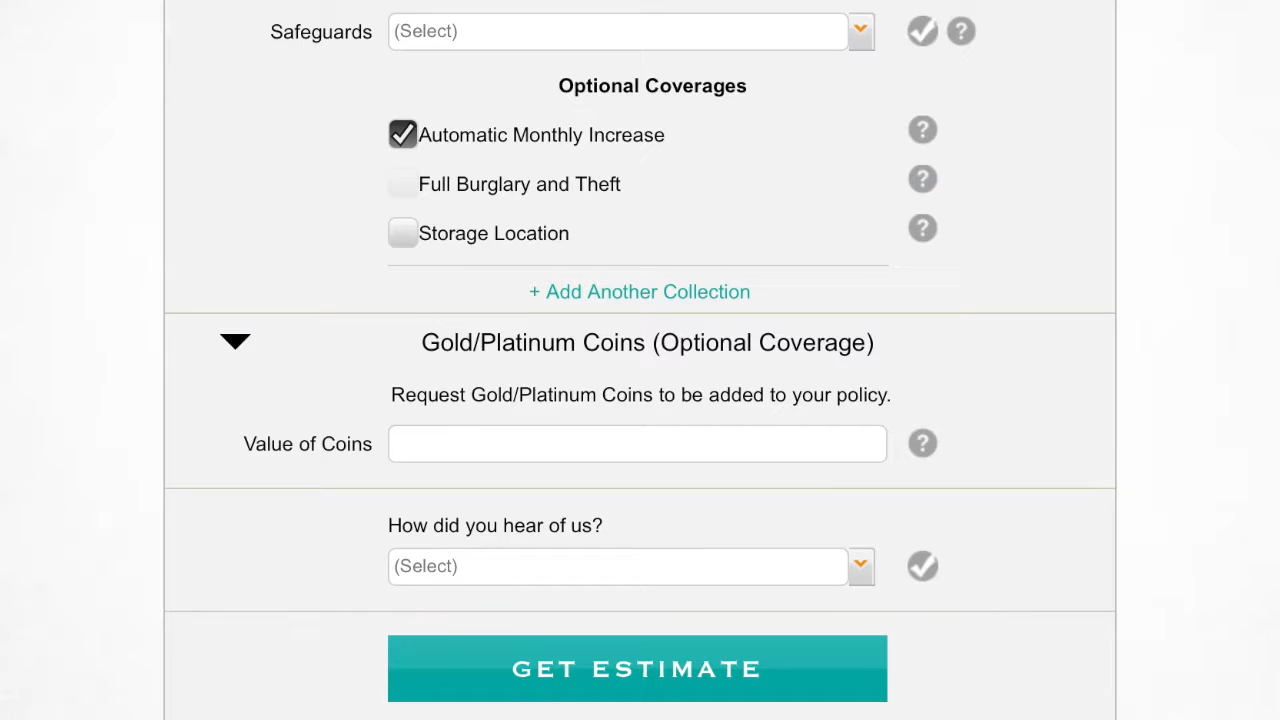 Safeguards (Select)
Optional Coverages
Automatic Monthly Increase
Full Burglary and Theft
Storage Location
+ Add Another Collection
Gold/Platinum Coins (Optional Coverage)
Request Gold/Platinum Coins to be added to your policy.
Value of Coins
How did you hear of us?
(Select)
GET ESTIMATE